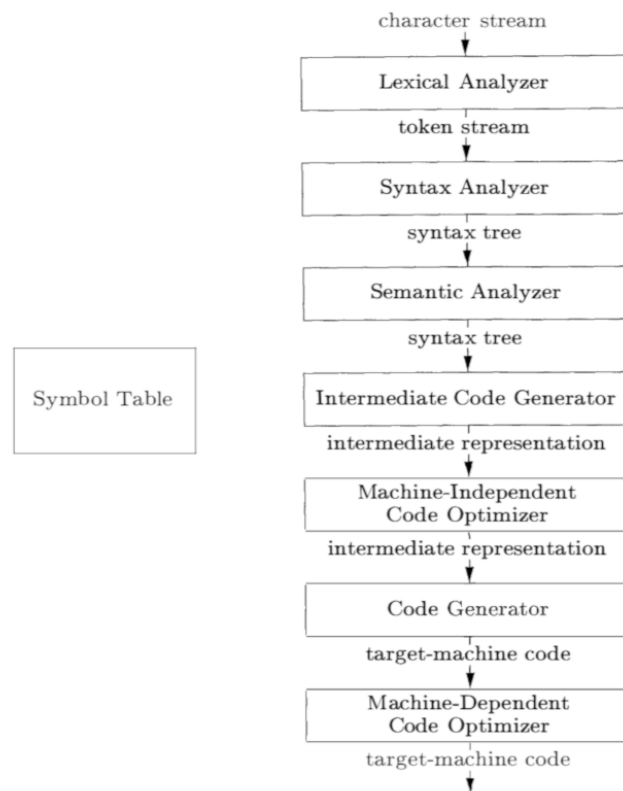 character stream
Lexical Analyzer
token stream
Syntax Analyzer
syntax tree
Semantic Analyzer
syntax tree
Symbol Table
Intermediate Code Generator
intermediate representation
Machine-Independent
Code Optimizer
intermediate representation
Code Generator
target-machine code
Machine-Dependent
Code Optimizer
target-machine code